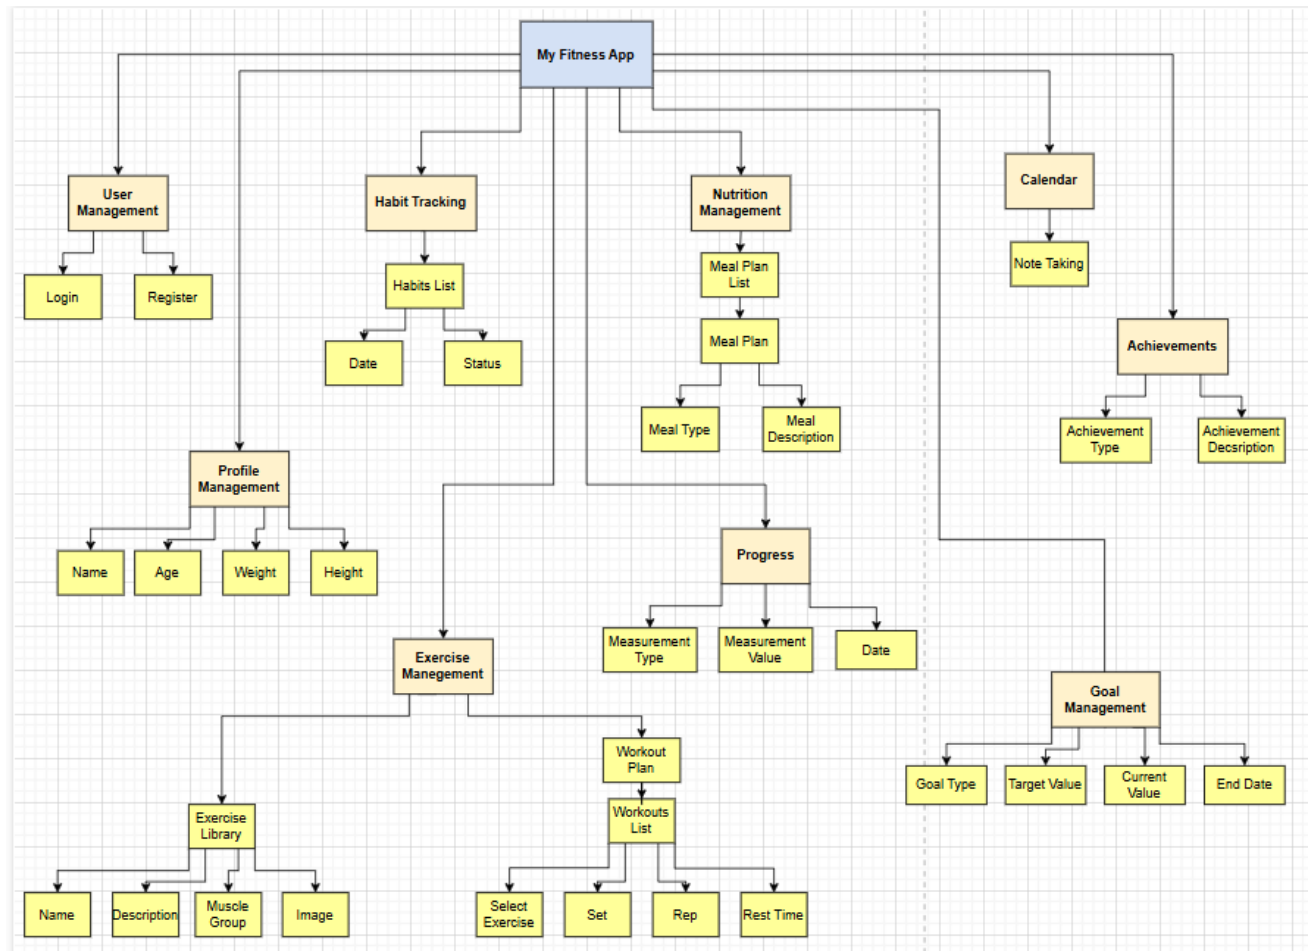 My Fitness App
User
Management
Login
Register
Habit Tracking
Habits List
Date
Status
Nutrition
Management
Meal Plan
List
Meal Plan
Meal Type
Meal
Description
Calendar
Note Taking
Achievements
Achievement
Type
Achievement
Decsription
Profile
Management
Name
Age
Weight
Height
Progress
Measurement
Type
Measurement
Value
Date
Exercise
Manegement
Exercise
Library
Name
Description
Muscle
Group
Image
Workout
Plan
Workouts
List
Select
Exercise
Set
Rep
Rest Time
Goal
Management
Goal Type
Target Value
Current
Value
End Date